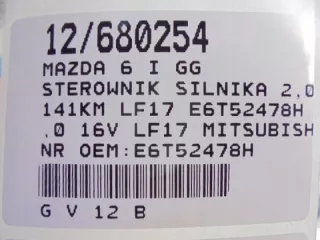 12/680254
MAZDA 6 I GG
STEROWNIK SILNIKA 2,0
141KM LF17 E6T52478H
.0 16V LF17 MITSUBISH
NR OEM:E6T52478H
G V 12 B